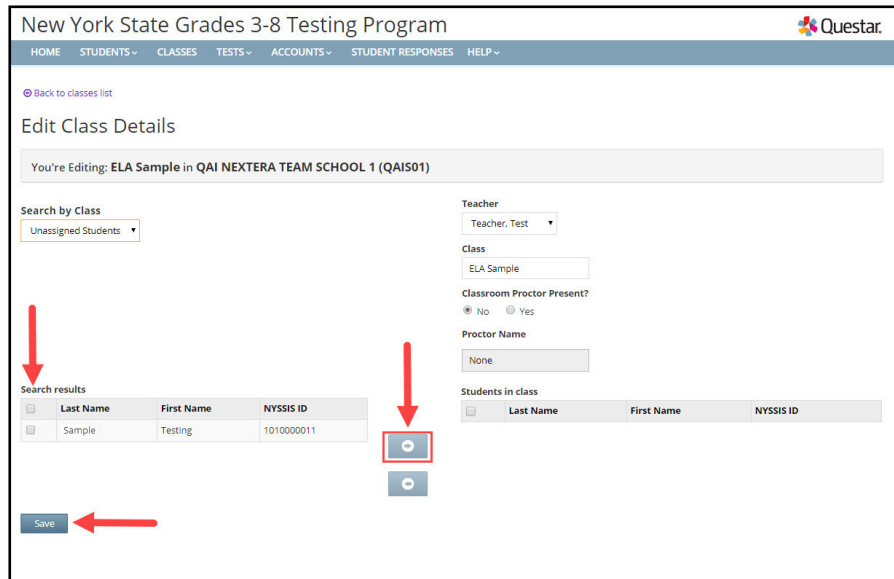 New York State Grades 3-8 Testing Program
Questar.
HOME STUDENTS CLASSES TESTS ACCOUNTS STUDENT RESPONSES HELP
Back to classes list
Edit Class Details
You're Editing: ELA Sample in QAI NEXTERA TEAM SCHOOL 1 (QAIS01)
Search by Class
Unassigned Students
Teacher
Teacher, Test
Class
ELA Sample
Classroom Proctor Present?
No Yes
Proctor Name
None
Search results
Last Name First Name NYSSIS ID
Sample Testing 1010000011
Students in class
Last Name First Name NYSSIS ID
Save